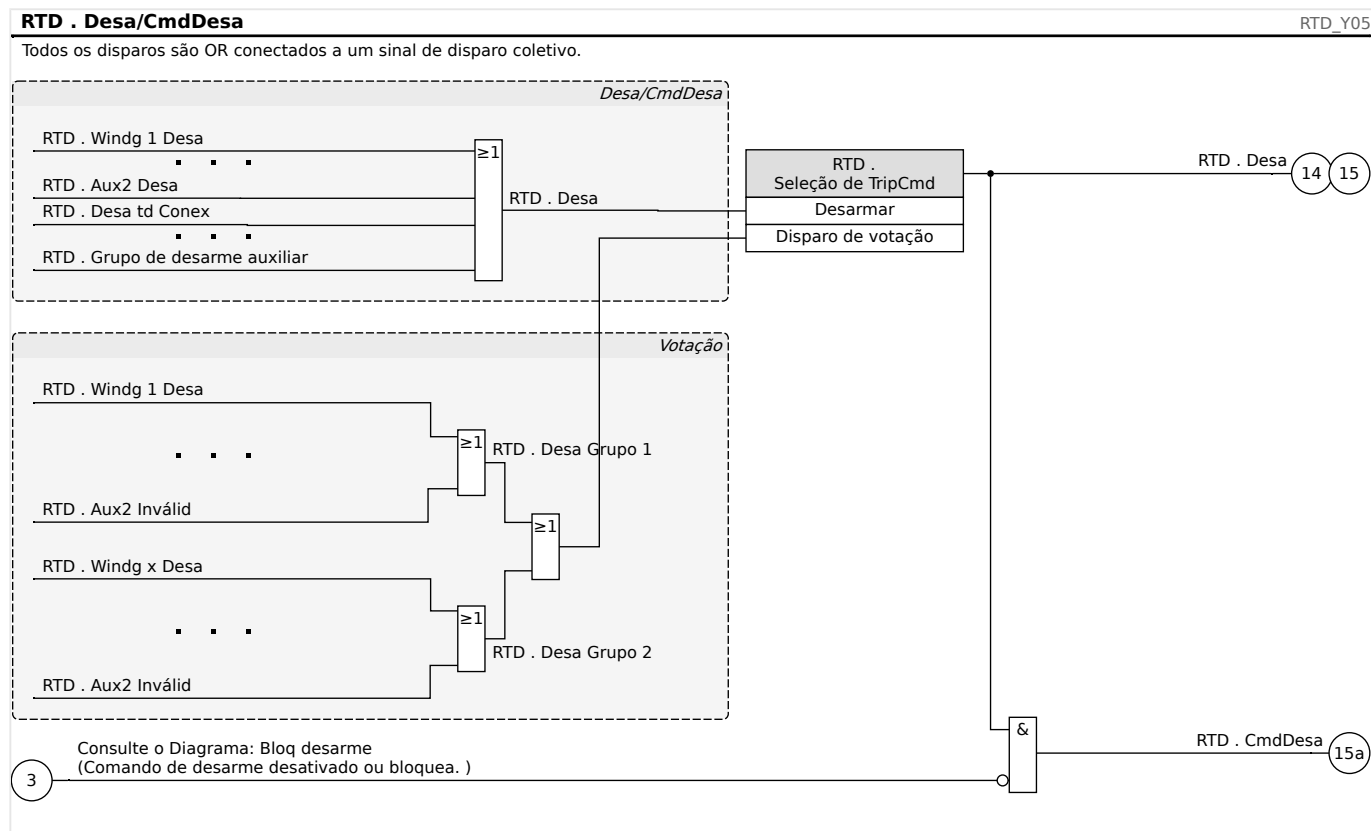 RTD . Desa/CmdDesa
RTD_Y05
Todos os disparos são OR conectados a um sinal de disparo coletivo.
Desa/CmdDesa
RTD . Windg 1 Desa
≥1
RTD . Aux2 Desa
RTD . Desa td Conex
RTD . Grupo de desarme auxiliar
RTD . Desa
RTD .
Seleção de TripCmd
Desarmar
Disparo de votação
RTD . Desa
14
15
Votação
RTD . Windg 1 Desa
≥1
RTD . Desa Grupo 1
RTD . Aux2 Inválid
≥1
RTD . Windg x Desa
≥1
RTD . Desa Grupo 2
RTD . Aux2 Inválid
3
Consulte o Diagrama: Bloq desarme
(Comando de desarme desativado ou bloquea. )
&
RTD . CmdDesa
15a